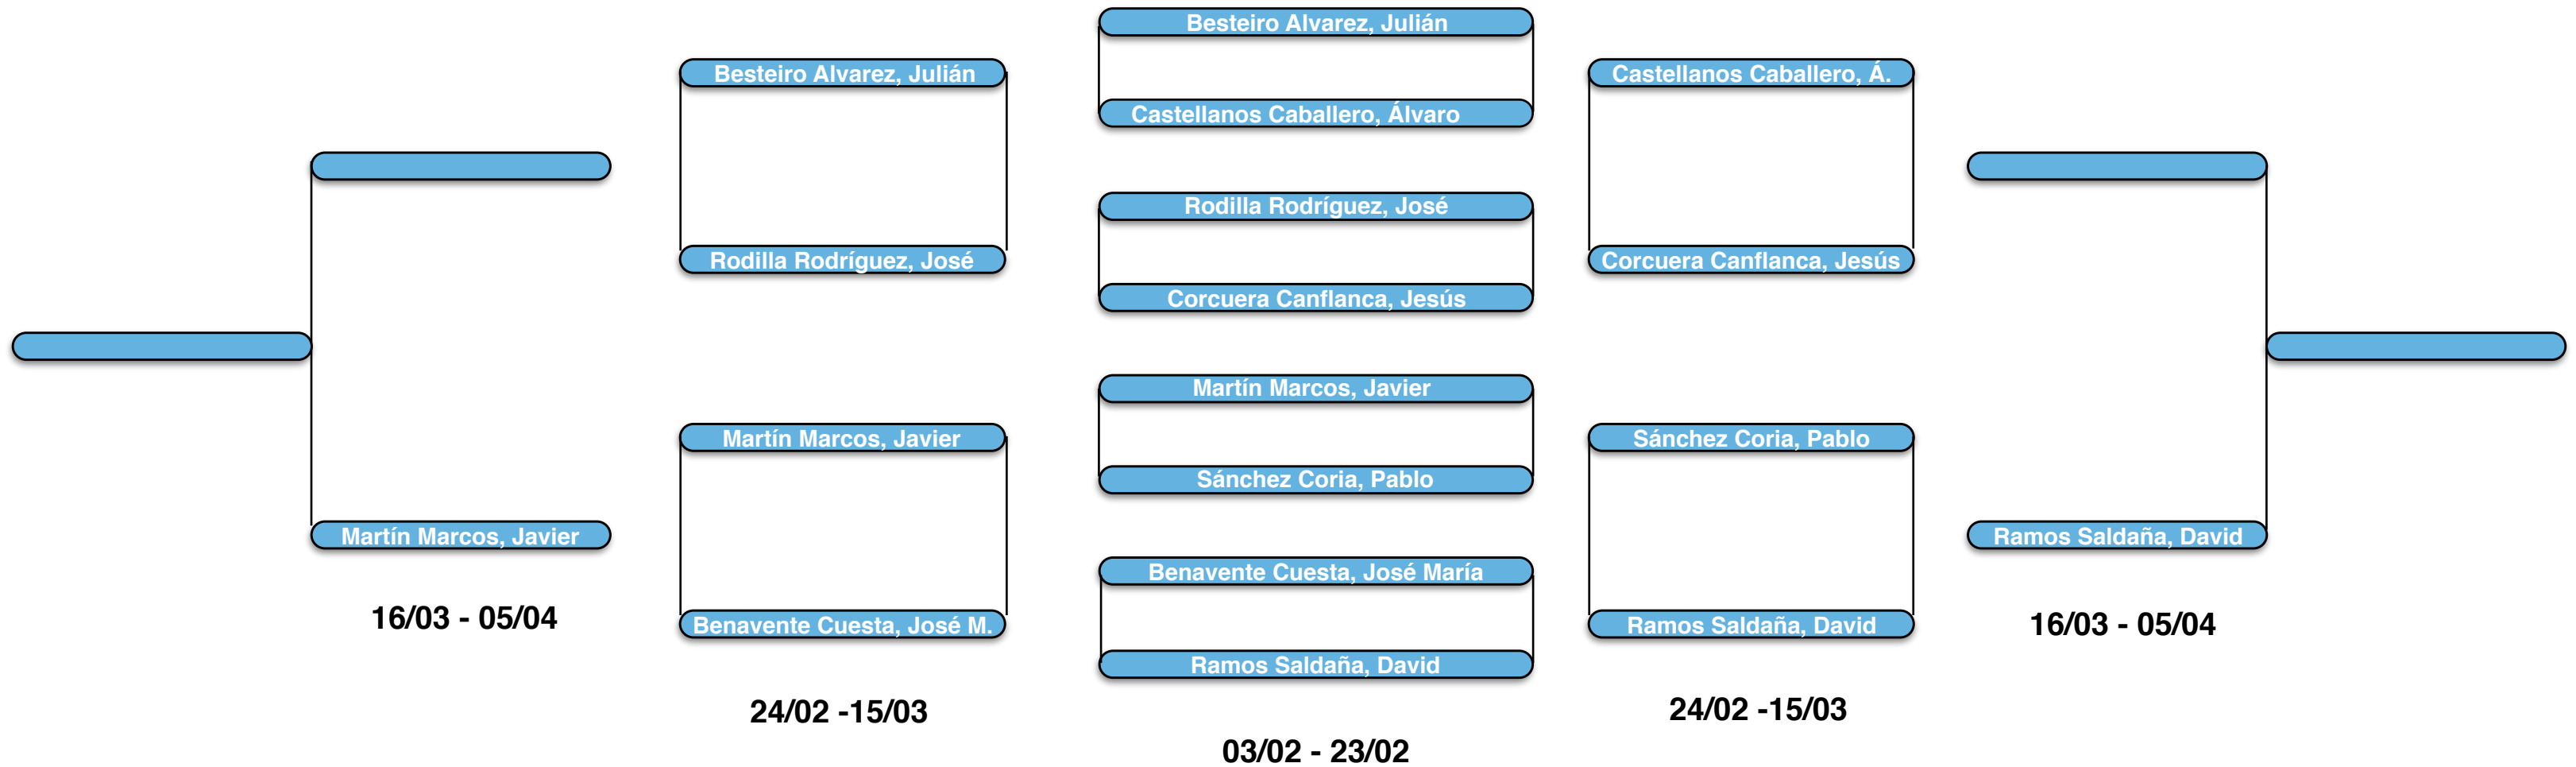 Besteiro Alvarez, Julián
Besteiro Alvarez, Julián
Castellanos Caballero, Á.
Castellanos Caballero, Álvaro
Rodilla Rodríguez, José
Rodilla Rodríguez, José
Corcuera Canflanca, Jesús
Corcuera Canflanca, Jesús
Martín Marcos, Javier
Martín Marcos, Javier
Sánchez Coria, Pablo
Sánchez Coria, Pablo
Martín Marcos, Javier
Ramos Saldaña, David
Benavente Cuesta, José María
16/03 - 05/04
Benavente Cuesta, José M.
Ramos Saldaña, David
16/03 - 05/04
Ramos Saldaña, David
24/02 -15/03
24/02 -15/03
03/02 - 23/02